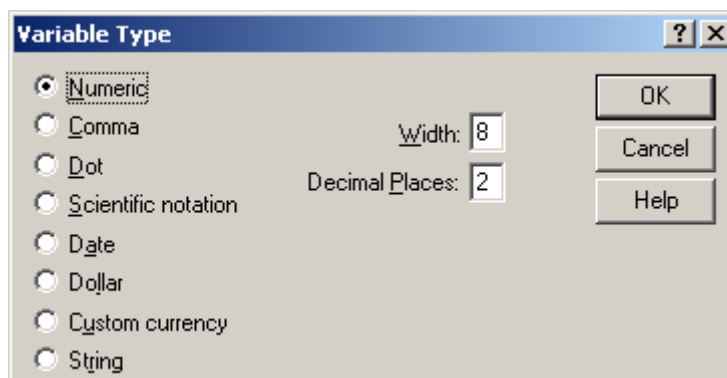 Variable Type
Numeric
Comma
Dot
Scientific notation
Date
Dollar
Custom currency
String
Width: 8
Decimal Places: 2
OK
Cancel
Help